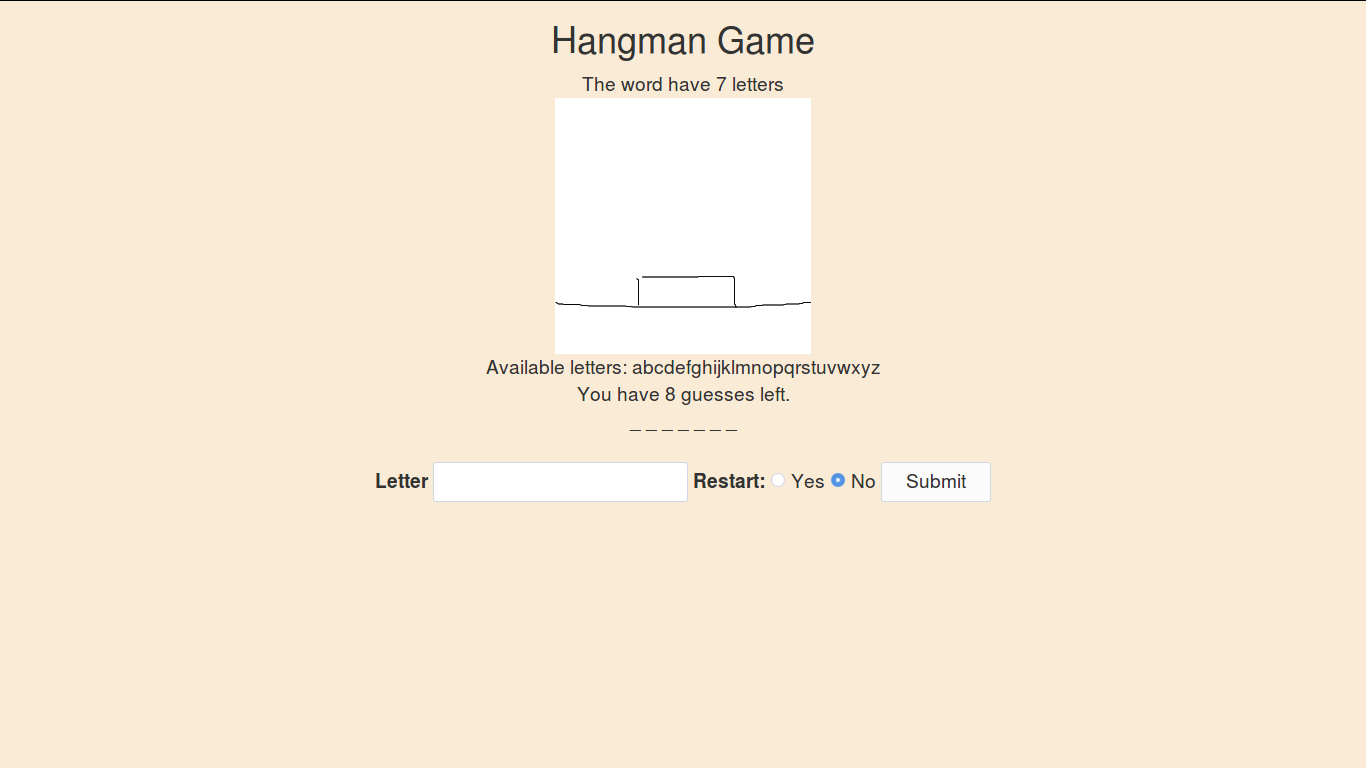 Hangman Game
The word have 7 letters
Available letters: abcdefghijklmnopqrstuvwxyz
You have 8 guesses left.
_ _ _ _ _ _ _
Letter Restart: Yes No Submit